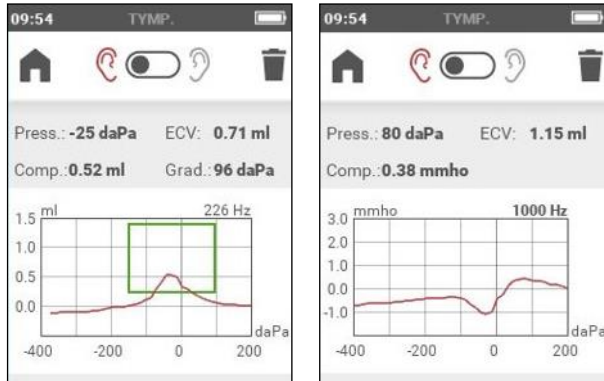 09:54 TYMP.
Press.: -25 daPa ECV: 0.71 ml
Comp.:0.52 ml Grad.:96 daPa
ml 226 Hz
1.5
1.0
0.5
0.0
daPa
-400 -200 0 200
09:54 TYMP.
Press.: 80 daPa ECV: 1.15 ml
Comp.:0.38 mmho
mmho 1000 Hz
3.0
2.0
1.0
0.0
-1.0
daPa
-400 -200 0 200